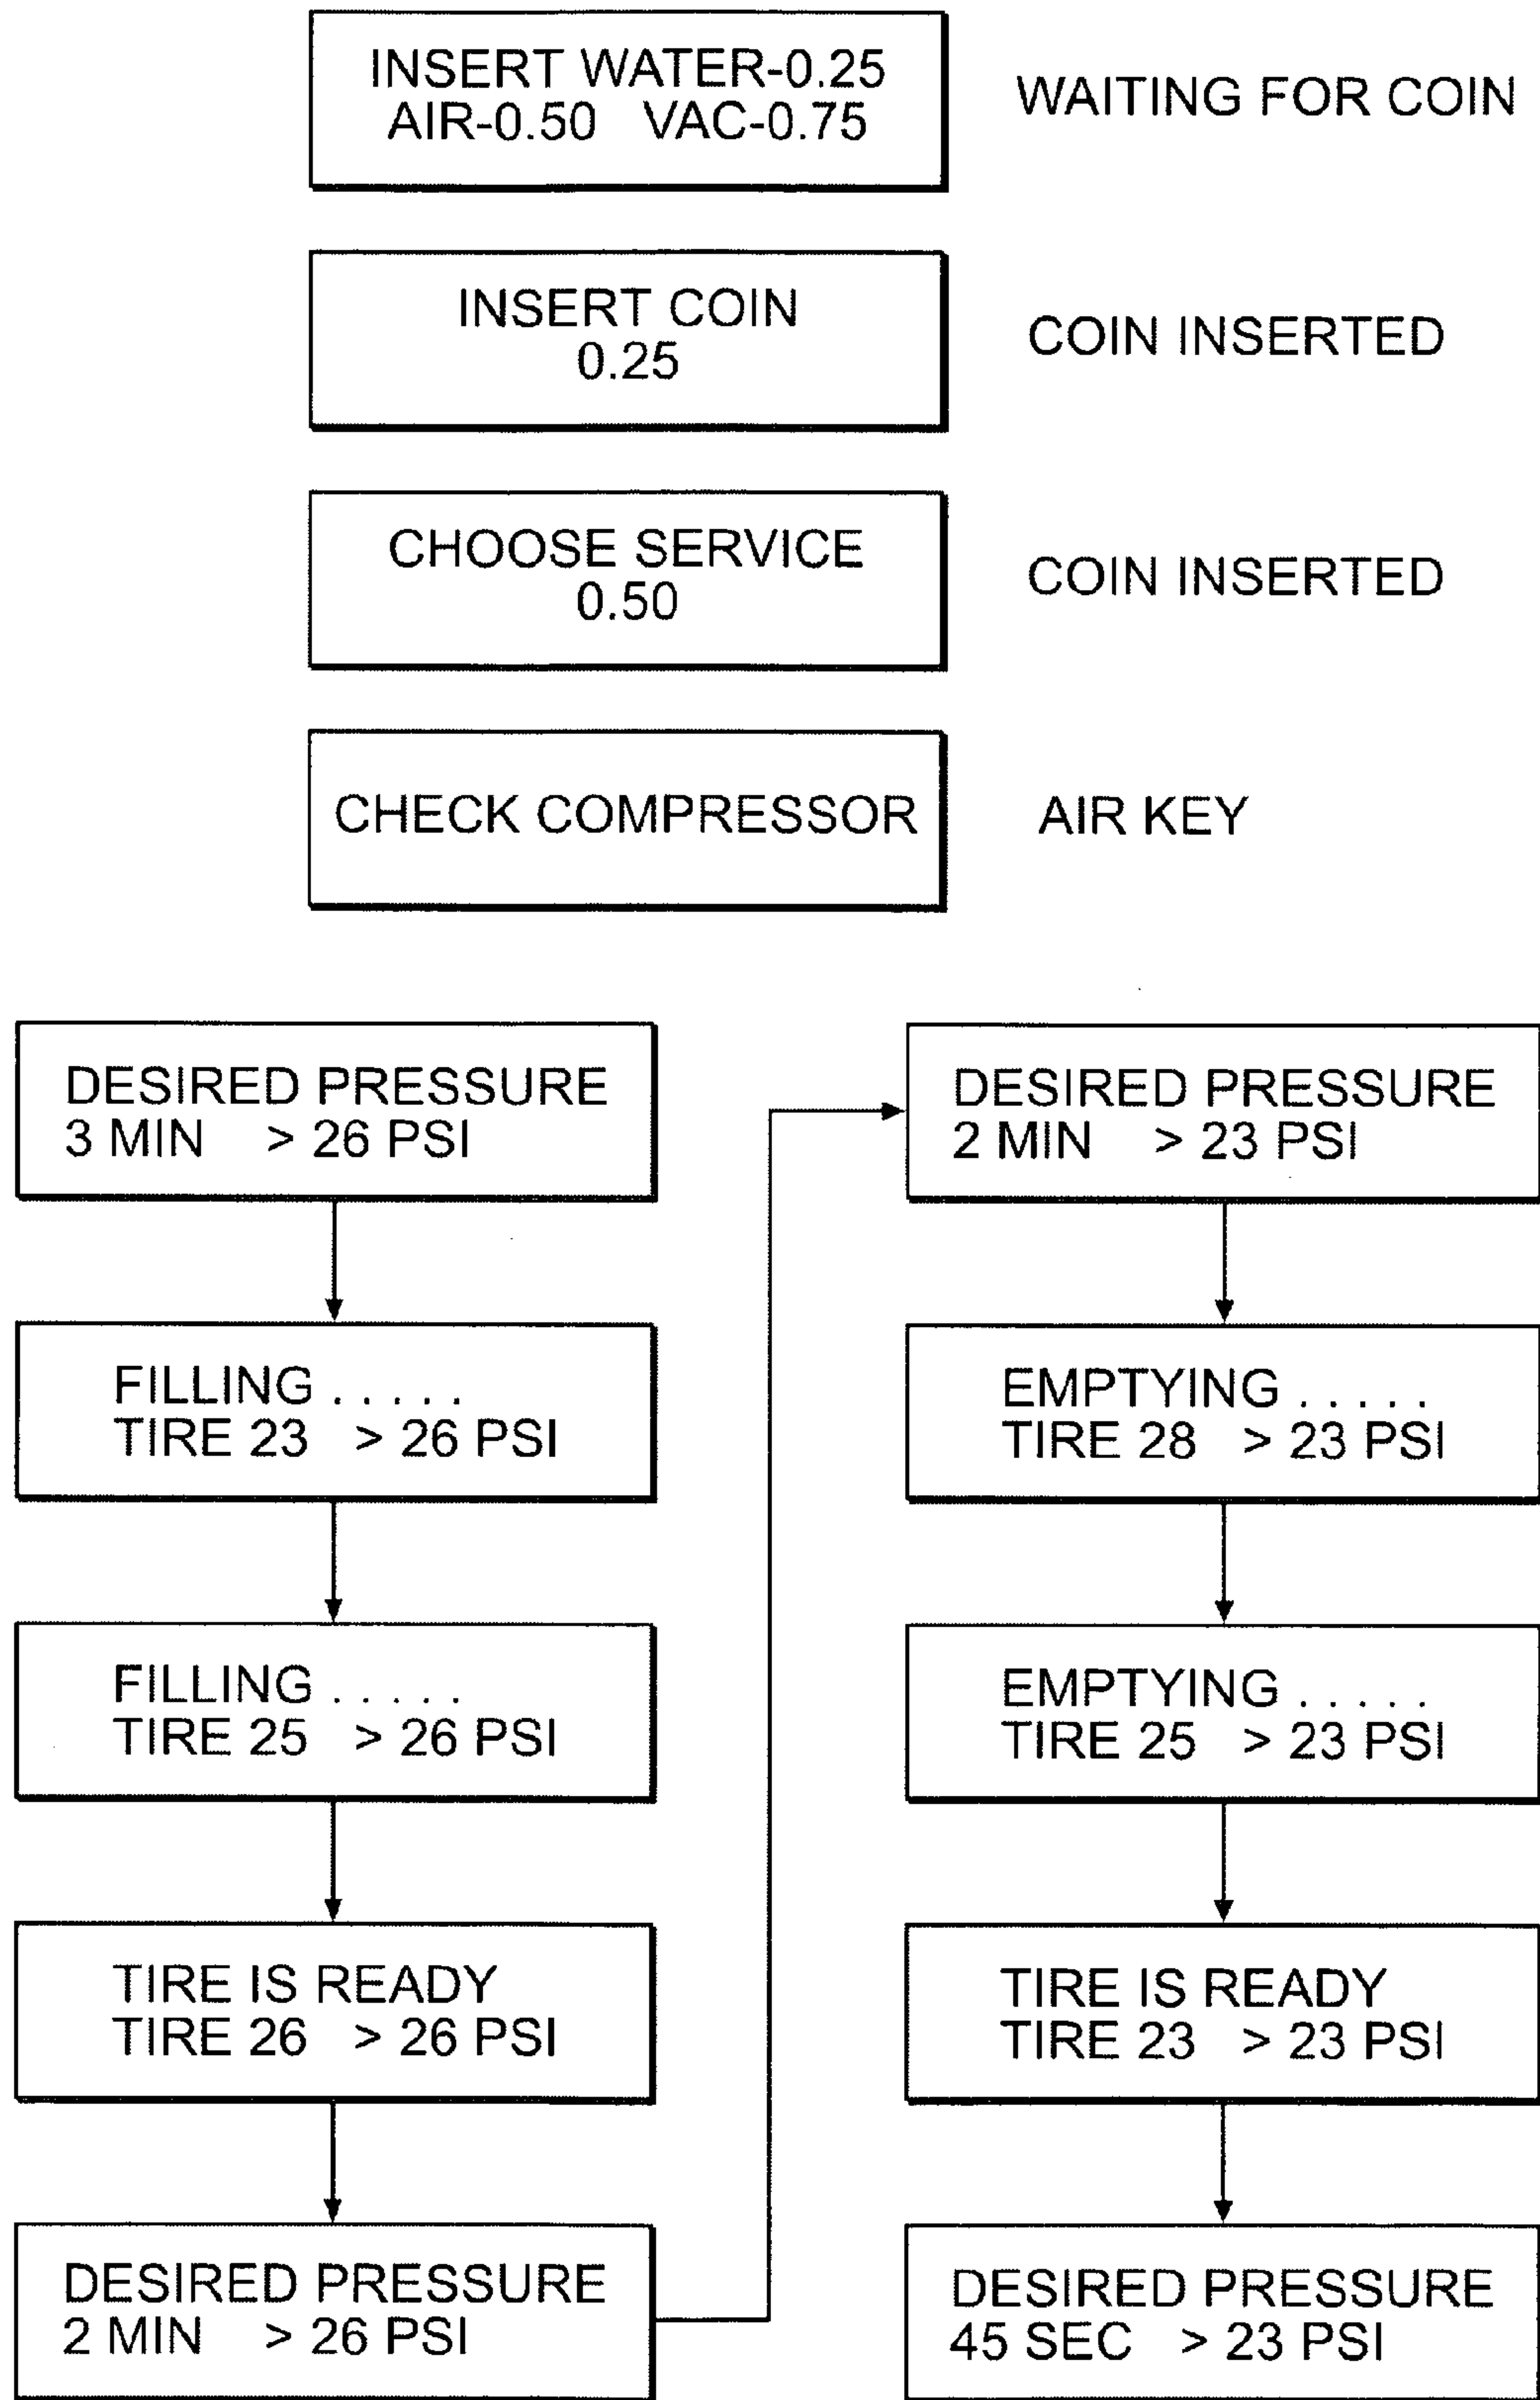 INSERT WATER-0.25
AIR-0.50 VAC-0.75
WAITING FOR COIN
INSERT COIN
0.25
COIN INSERTED
CHOOSE SERVICE
0.50
COIN INSERTED
CHECK COMPRESSOR
AIR KEY
DESIRED PRESSURE
3 MIN > 26 PSI
FILLING . . . . .
TIRE 23 > 26 PSI
FILLING . . . . .
TIRE 25 > 26 PSI
TIRE IS READY
TIRE 26 > 26 PSI
DESIRED PRESSURE
2 MIN > 26 PSI
DESIRED PRESSURE
2 MIN > 23 PSI
EMPTYING . . . . .
TIRE 28 > 23 PSI
EMPTYING . . . . .
TIRE 25 > 23 PSI
TIRE IS READY
TIRE 23 > 23 PSI
DESIRED PRESSURE
45 SEC > 23 PSI